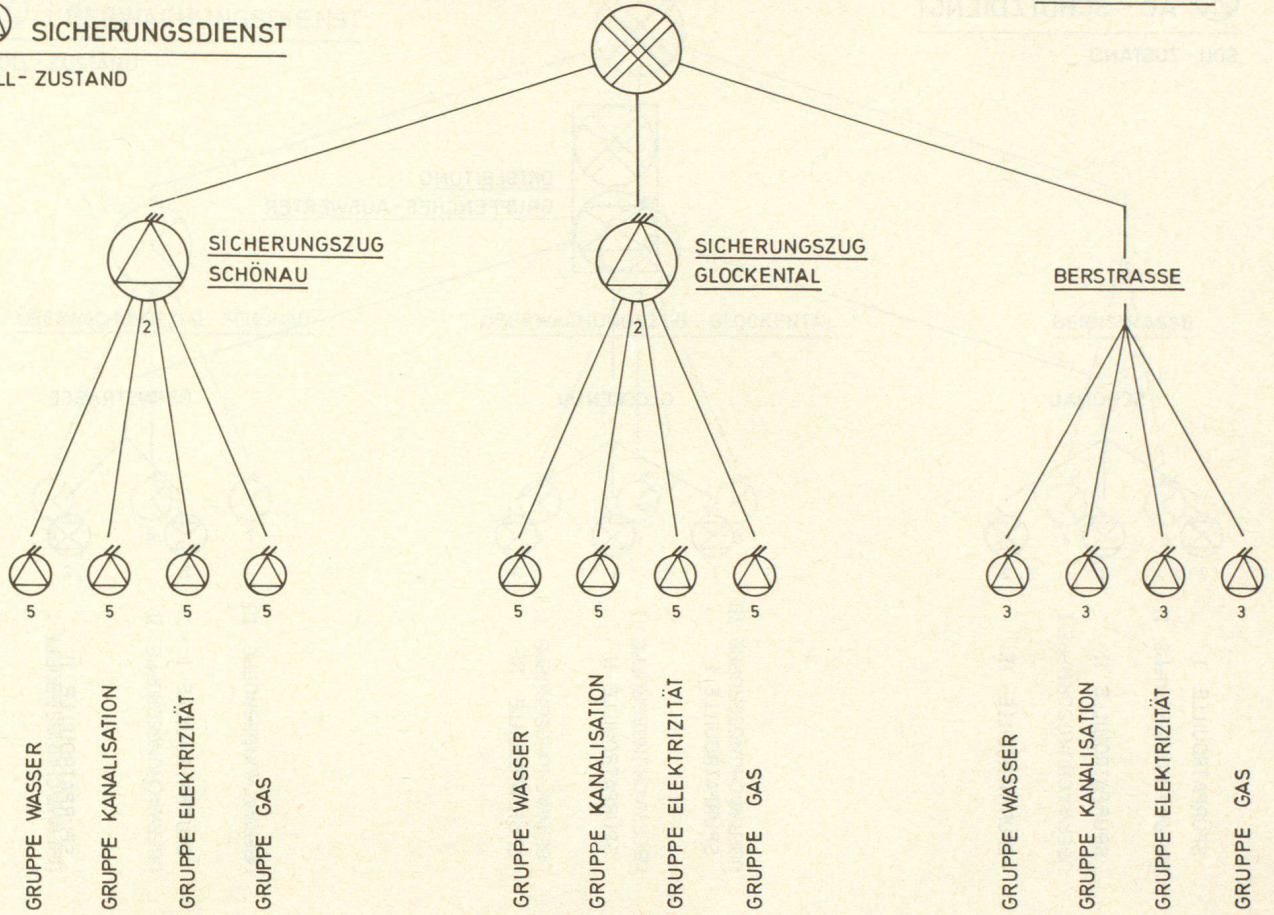 SICHERUNGSDIENST
LL- ZUSTAND
SICHERUNGSZUG
SCHÖNAU
SICHERUNGSZUG
GLOCKENTAL
BERSTRASSE
2
2
5
5
5
5
5
5
5
5
3
3
3
3
GRUPPE WASSER
GRUPPE KANALISATION
GRUPPE ELEKTRIZITÄT
GRUPPE GAS
GRUPPE WASSER
GRUPPE KANALISATION
GRUPPE ELEKTRIZITÄT
GRUPPE GAS
GRUPPE WASSER
GRUPPE KANALISATION
GRUPPE ELEKTRIZITÄT
GRUPPE GAS